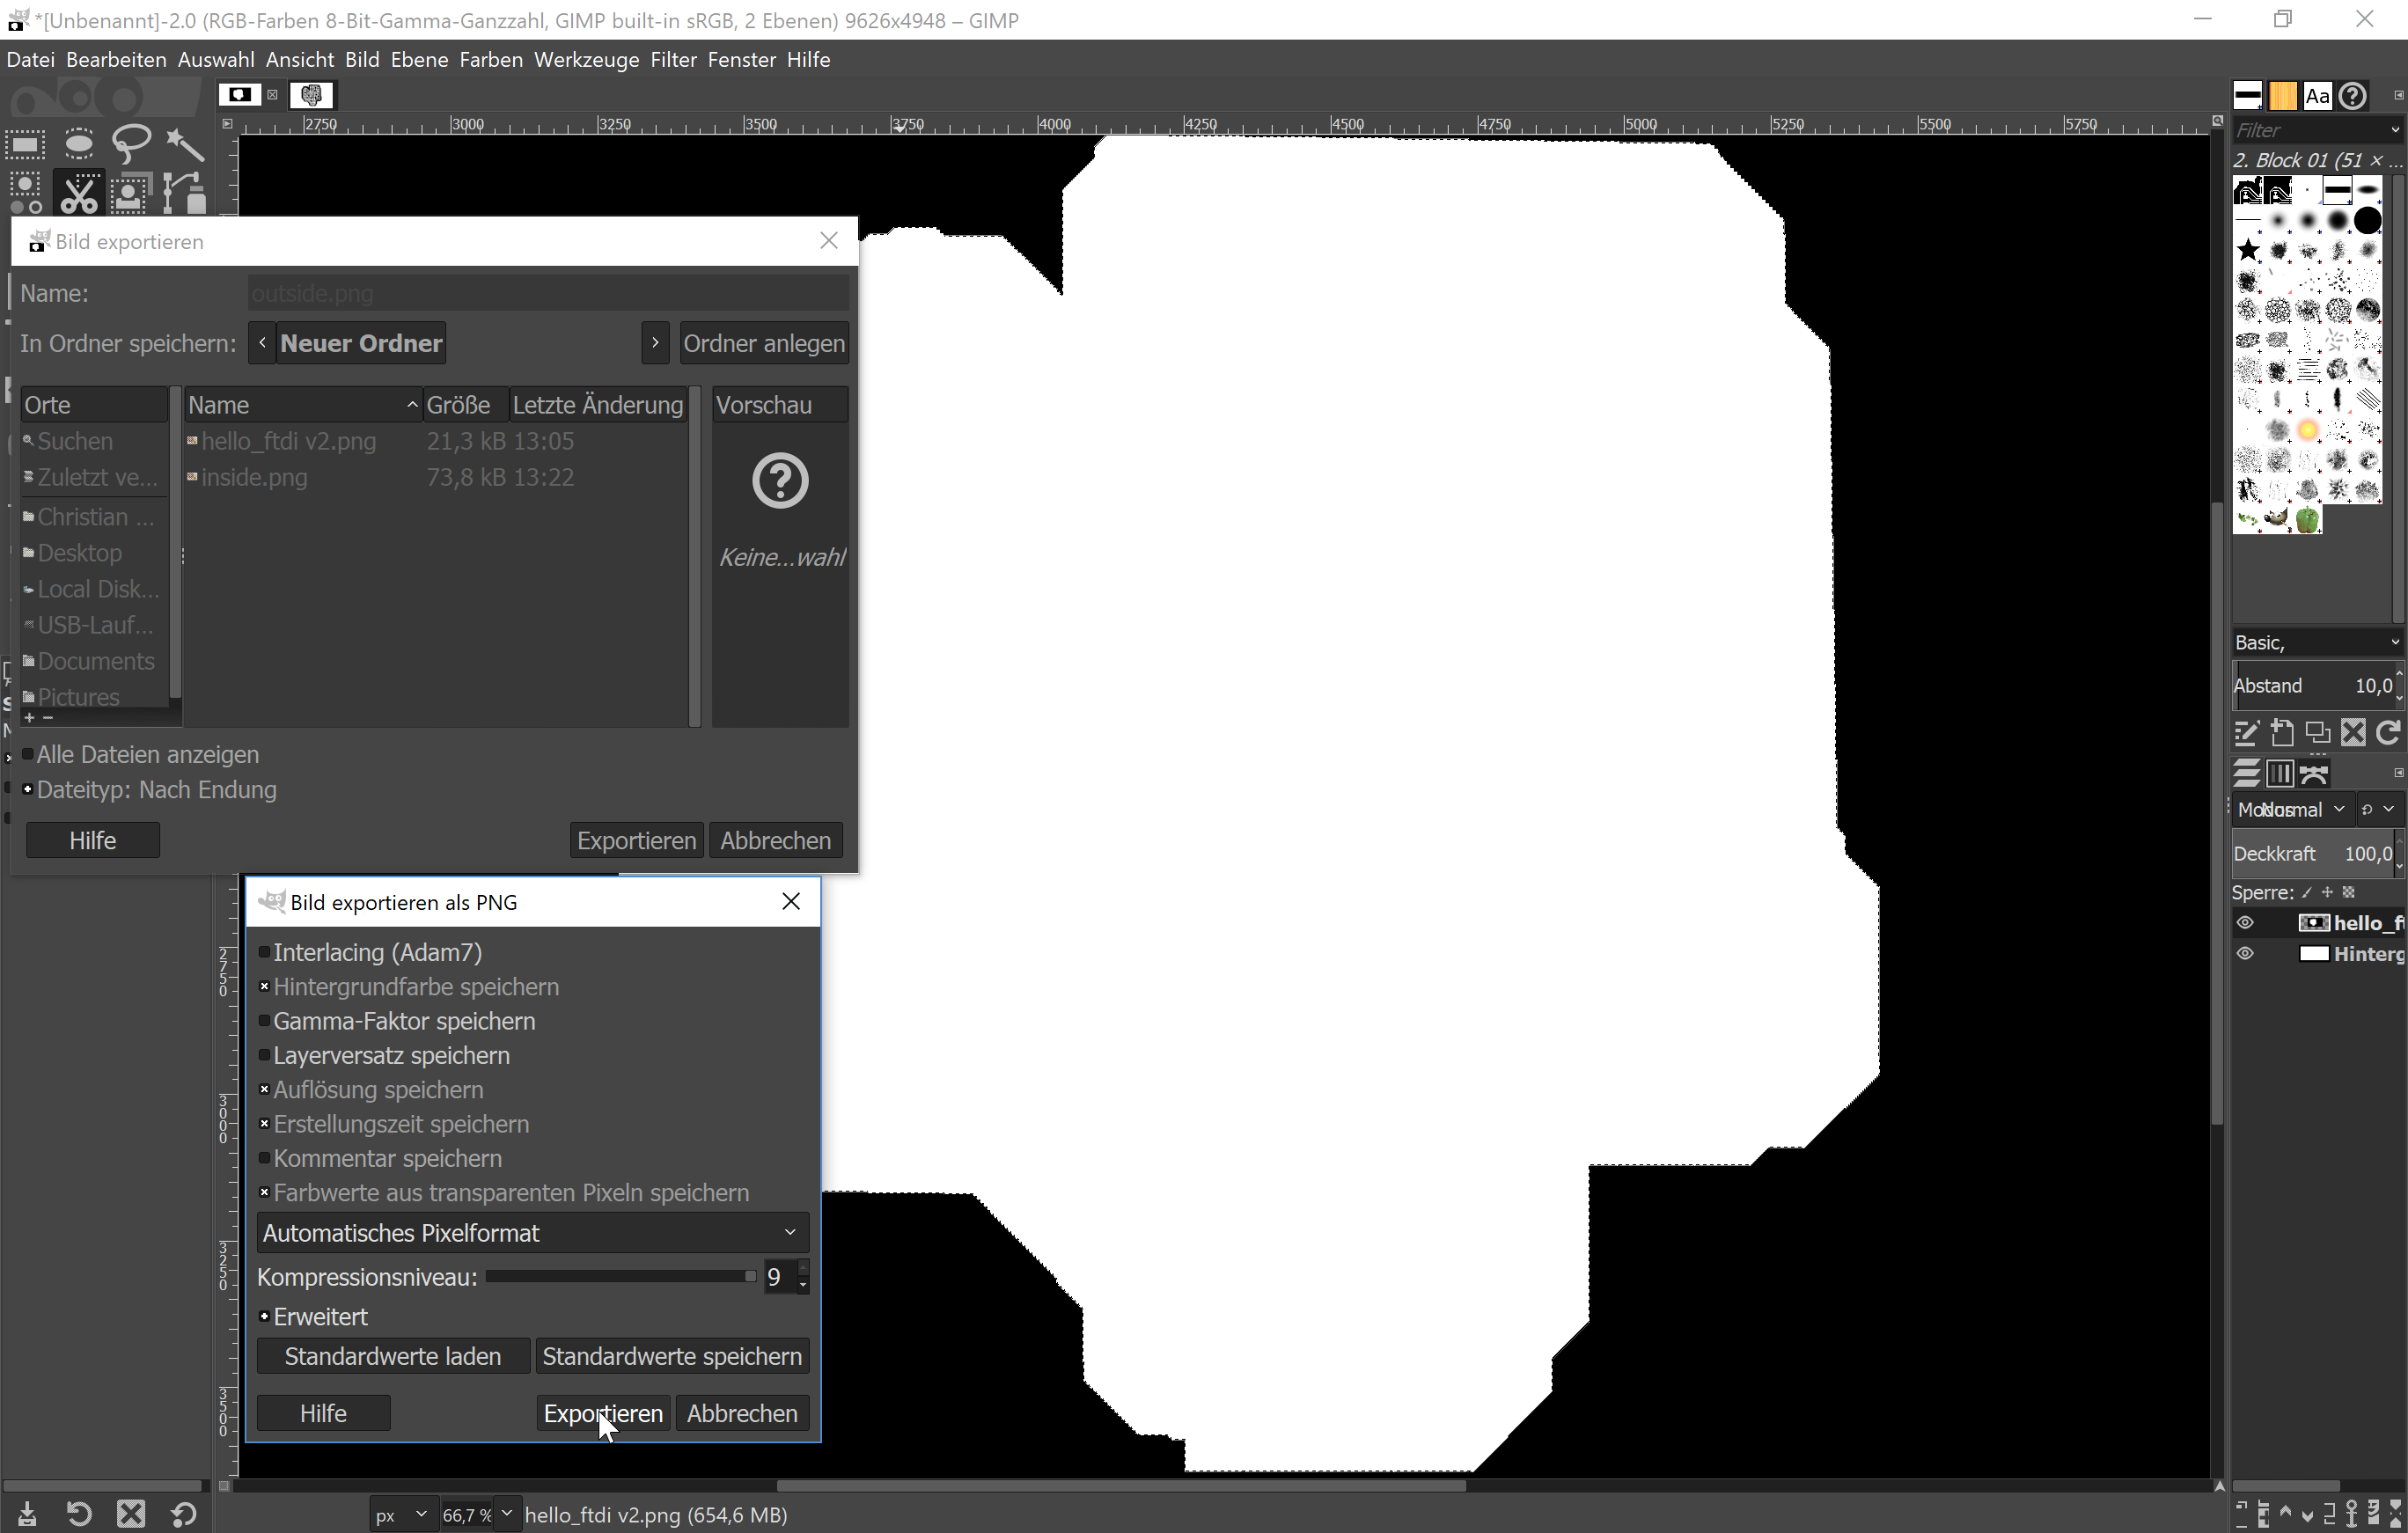 *[Unbenannt]-2.0 (RGB-Farben 8-Bit-Gamma-Ganzzahl, GIMP built-in sRGB, 2 Ebenen) 9626x4948 – GIMP
Datei Bearbeiten Auswahl Ansicht Bild Ebene Farben Werkzeuge Filter Fenster Hilfe
2750 3000 3250 3500 3750 4000 4250 4500 4750 5000 5250 5500 5750
Bild exportieren
Name: outside.png
In Ordner speichern: < Neuer Ordner > Ordner anlegen
Orte
Suchen
Zuletzt ve...
Christian ...
Desktop
Local Disk...
USB-Lauf...
Documents
Pictures
Name Größe Letzte Änderung
hello_ftdi v2.png 21,3 kB 13:05
inside.png 73,8 kB 13:22
Vorschau
Keine...wahl
Alle Dateien anzeigen
Dateityp: Nach Endung
Hilfe Exportieren Abbrechen
Bild exportieren als PNG
Interlacing (Adam7)
Hintergrundfarbe speichern
Gamma-Faktor speichern
Layerversatz speichern
Auflösung speichern
Erstellungszeit speichern
Kommentar speichern
Farbwerte aus transparenten Pixeln speichern
Automatisches Pixelformat
Kompressionsniveau: 9
Erweitert
Standardwerte laden Standardwerte speichern
Hilfe Exportieren Abbrechen
2750
3000
3250
3500
px 66,7 % hello_ftdi v2.png (654,6 MB)
Aa
Filter
2. Block 01 (51 × ...
Basic,
Abstand 10,0
Modus Normal
Deckkraft 100,0
Sperre:
hello_ft
Hinterg